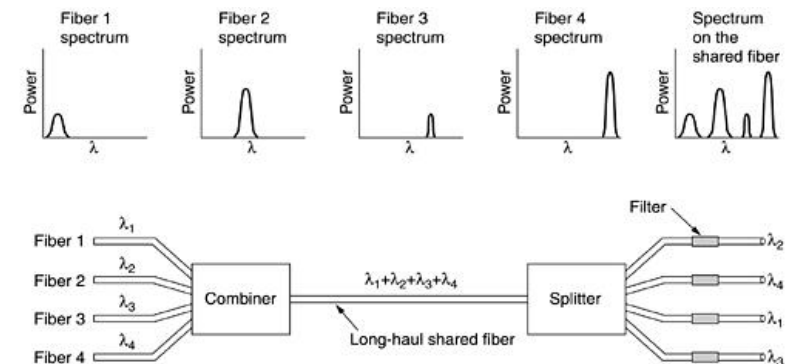 Fiber 1
spectrum
Fiber 2
spectrum
Fiber 3
spectrum
Fiber 4
spectrum
Spectrum
on the
shared fiber
Power
λ
Power
λ
Power
λ
Power
λ
Power
λ
Filter
Fiber 1
λ1
Fiber 2
λ2
Fiber 3
λ3
Fiber 4
λ4
Combiner
λ1+λ2+λ3+λ4
Long-haul shared fiber
Splitter
λ2
λ4
λ1
λ3